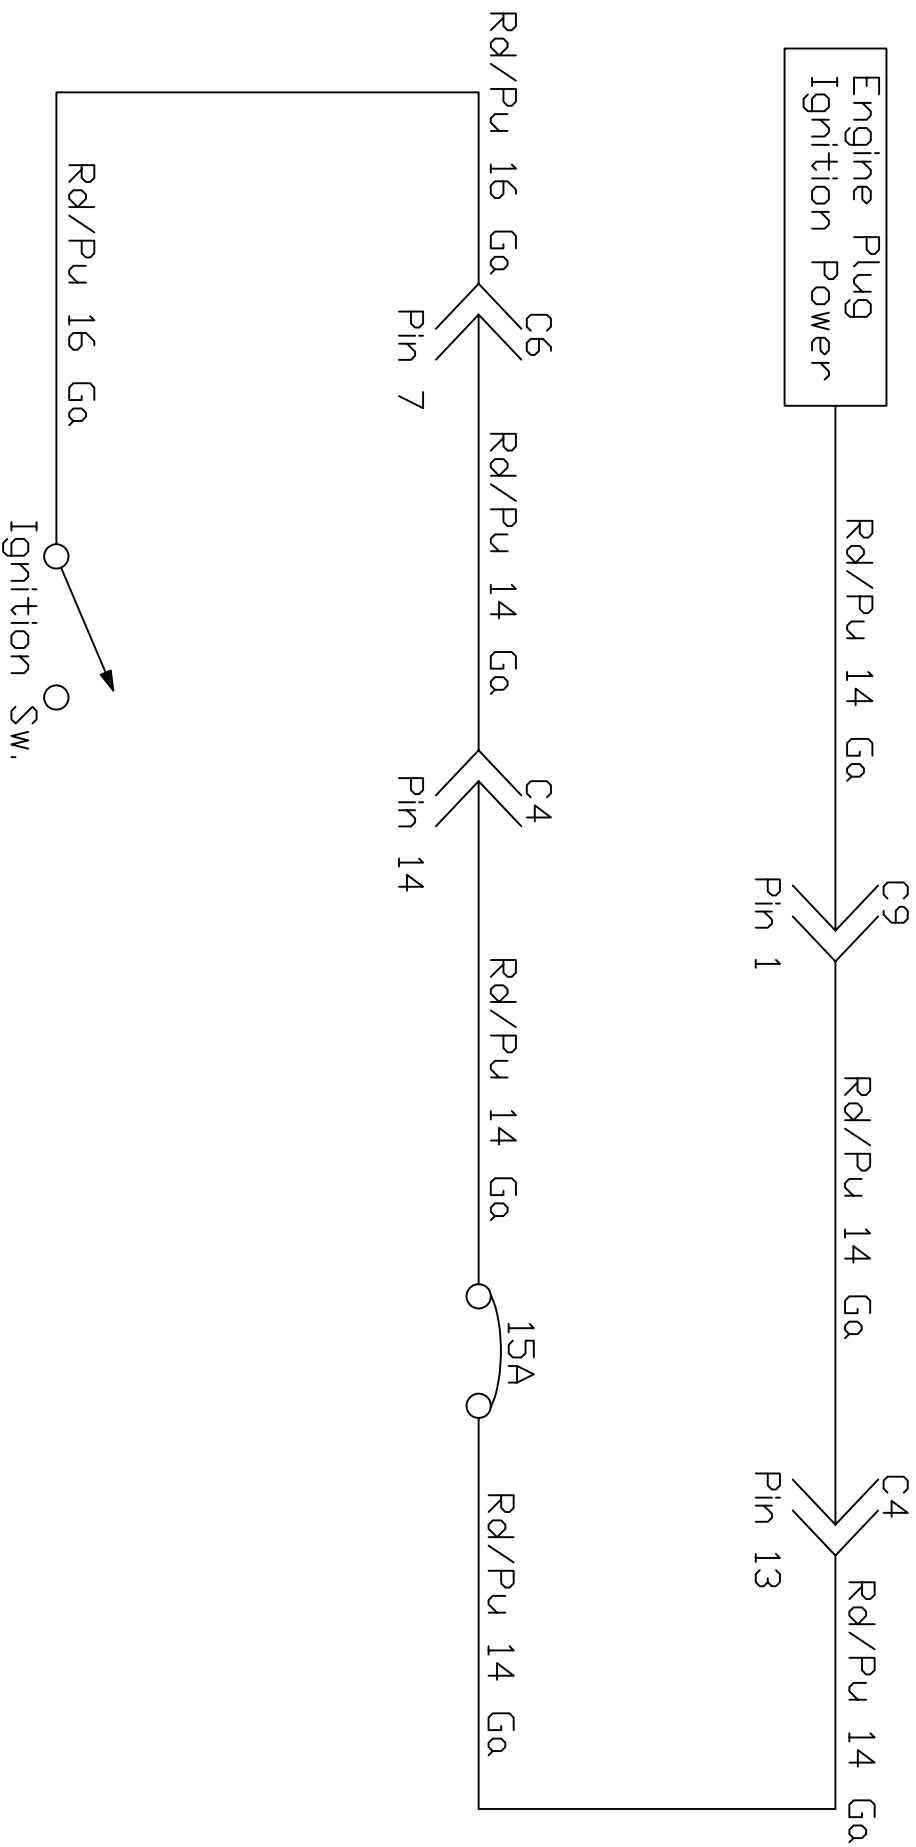 Engine Plug
Ignition Power
Rd/Pu 14 Ga
C9
Pin 1
Rd/Pu 14 Ga
C4
Pin 13
Rd/Pu 14 Ga
Rd/Pu 16 Ga
C6
Pin 7
Rd/Pu 14 Ga
C4
Pin 14
Rd/Pu 14 Ga
15A
Rd/Pu 14 Ga
Rd/Pu 16 Ga
Ignition Sw.